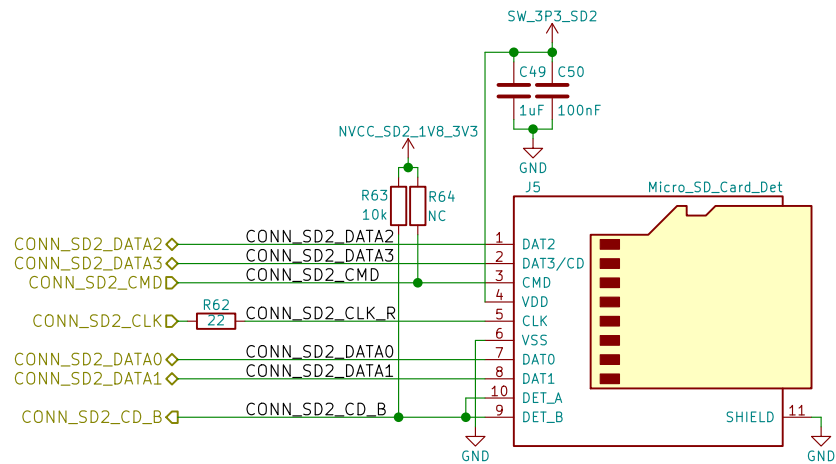 SW_3P3_SD2
C49
C50
1uF
100nF
NVCC_SD2_1V8_3V3
GND
J5
Micro_SD_Card_Det
R63
R64
10k
NC
CONN_SD2_DATA2
CONN_SD2_DATA2
1
DAT2
CONN_SD2_DATA3
CONN_SD2_DATA3
2
DAT3/CD
CONN_SD2_CMD
CONN_SD2_CMD
3
CMD
4
VDD
R62
CONN_SD2_CLK
22
CONN_SD2_CLK_R
5
CLK
6
VSS
CONN_SD2_DATA0
CONN_SD2_DATA0
7
DAT0
CONN_SD2_DATA1
CONN_SD2_DATA1
8
DAT1
10
DET_A
CONN_SD2_CD_B
CONN_SD2_CD_B
9
DET_B
SHIELD
11
GND
GND